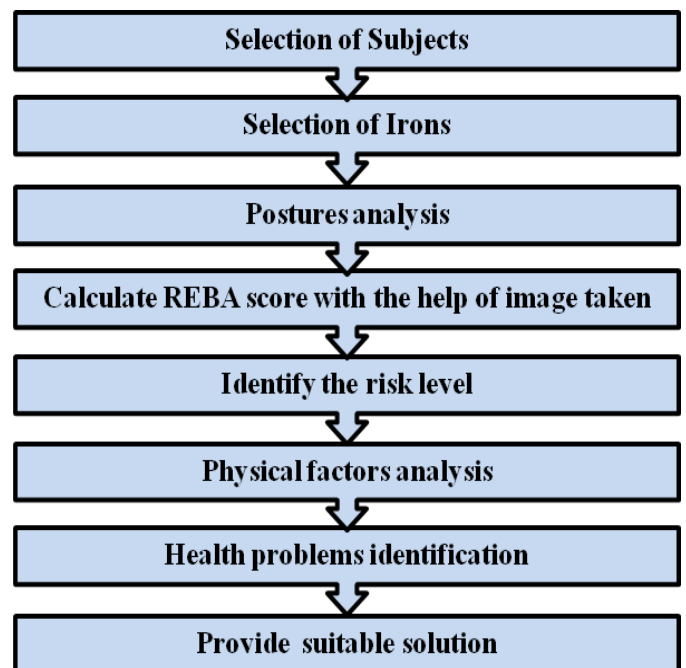 Selection of Subjects
Selection of Irons
Postures analysis
Calculate REBA score with the help of image taken
Identify the risk level
Physical factors analysis
Health problems identification
Provide suitable solution